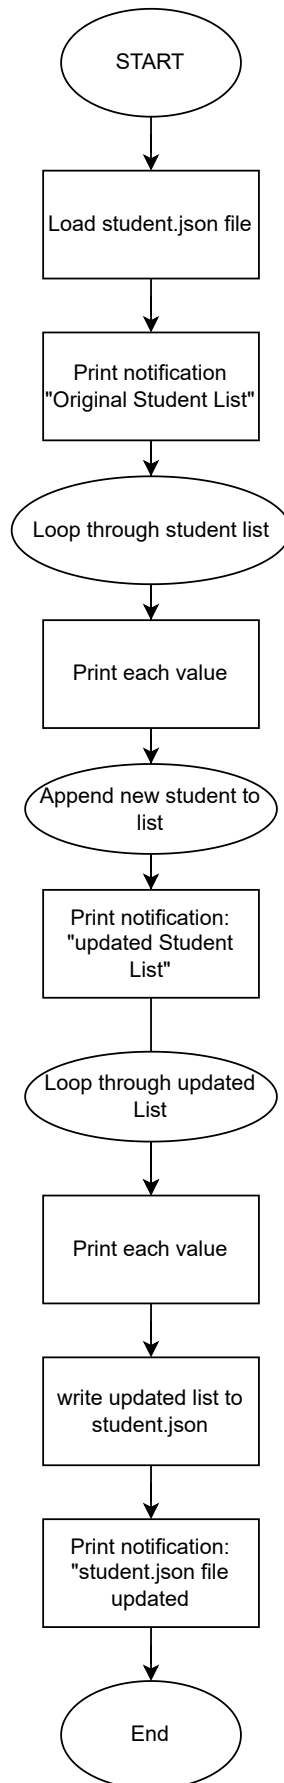 START
Load student.json file
Print notification
"Original Student List"
Loop through student list
Print each value
Append new student to
list
Print notification:
"updated Student
List"
Loop through updated
List
Print each value
write updated list to
student.json
Print notification:
"student.json file
updated
End